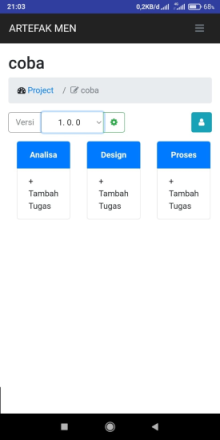 21:03 0,2KB/d 68%
ARTEFAK MEN
coba
Project / coba
Versi 1. 0. 0
Analisa Design Proses
+ + +
Tambah Tambah Tambah
Tugas Tugas Tugas